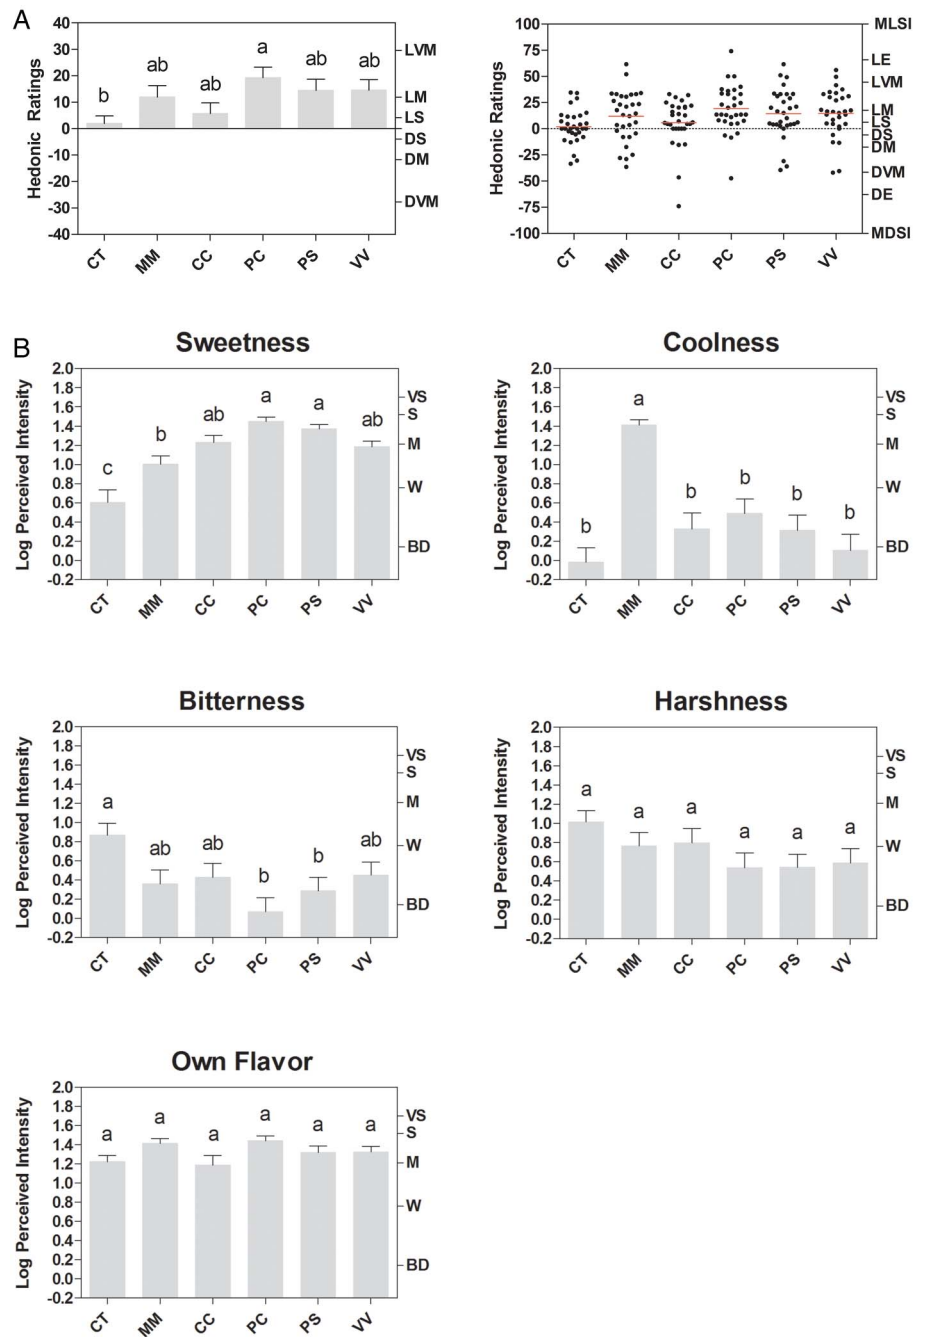 A
Hedonic Ratings
40
30
20
10
0
-10
-20
-30
-40
b
ab
ab
a
ab
ab
LVM
LM
LS
DS
DM
DVM
CT
MM
CC
PC
PS
VV
Hedonic Ratings
100
75
50
25
0
-25
-50
-75
-100
MLSI
LE
LVM
LM
LS
DS
DM
DVM
DE
MDSI
CT
MM
CC
PC
PS
VV
B
Sweetness
Log Perceived Intensity
2.0
1.8
1.6
1.4
1.2
1.0
0.8
0.6
0.4
0.2
0.0
-0.2
c
b
ab
a
a
ab
VS
S
M
W
BD
CT
MM
CC
PC
PS
VV
Coolness
Log Perceived Intensity
2.0
1.8
1.6
1.4
1.2
1.0
0.8
0.6
0.4
0.2
0.0
-0.2
b
a
b
b
b
b
VS
S
M
W
BD
CT
MM
CC
PC
PS
VV
Bitterness
Log Perceived Intensity
2.0
1.8
1.6
1.4
1.2
1.0
0.8
0.6
0.4
0.2
0.0
-0.2
a
ab
ab
b
b
ab
VS
S
M
W
BD
CT
MM
CC
PC
PS
VV
Harshness
Log Perceived Intensity
2.0
1.8
1.6
1.4
1.2
1.0
0.8
0.6
0.4
0.2
0.0
-0.2
a
a
a
a
a
a
VS
S
M
W
BD
CT
MM
CC
PC
PS
VV
Own Flavor
Log Perceived Intensity
2.0
1.8
1.6
1.4
1.2
1.0
0.8
0.6
0.4
0.2
0.0
-0.2
a
a
a
a
a
a
VS
S
M
W
BD
CT
MM
CC
PC
PS
VV